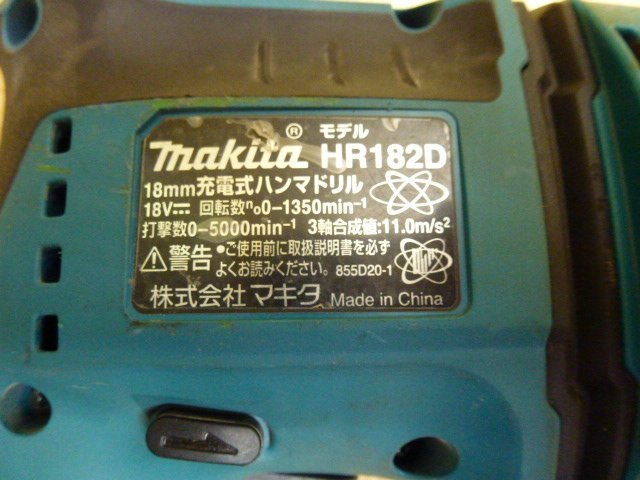 makita ® モデル HR182D
18mm充電式ハンマドリル
18V⎓ 回転数n₀0-1350min⁻¹
打撃数0-5000min⁻¹ 3軸合成値:11.0m/s²
⚠警告 •ご使用前に取扱説明書を必ず
よくお読みください。 855D20-1
株式会社 マキタ Made in China